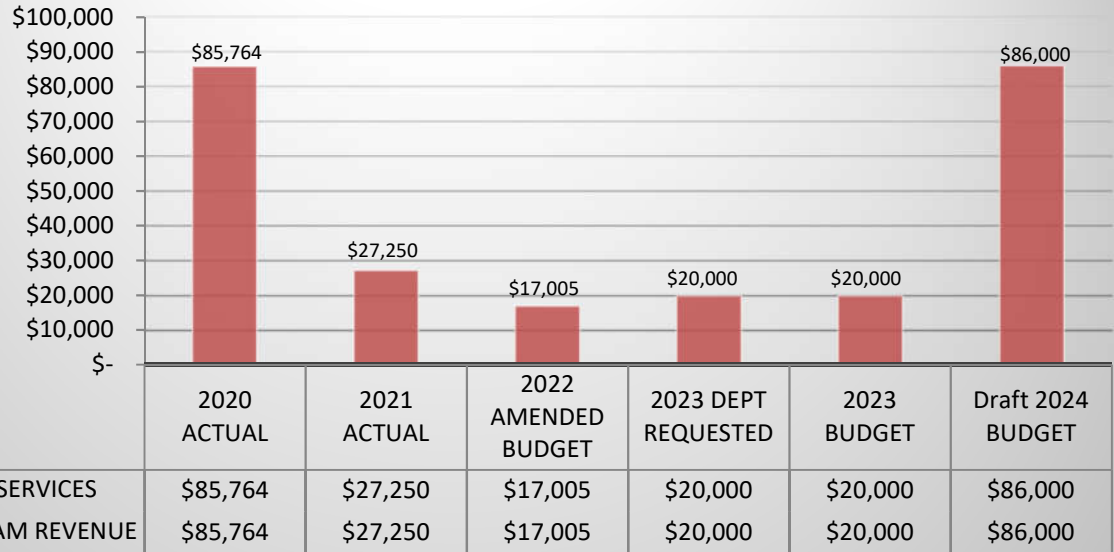 $100,000
$90,000
$80,000
$70,000
$60,000
$50,000
$40,000
$30,000
$20,000
$10,000
$-
$85,764
$27,250
$17,005
$20,000
$20,000
$86,000
2020 ACTUAL
2021 ACTUAL
2022 AMENDED BUDGET
2023 DEPT REQUESTED
2023 BUDGET
Draft 2024 BUDGET
SERVICES $85,764 $27,250 $17,005 $20,000 $20,000 $86,000
REVENUE $85,764 $27,250 $17,005 $20,000 $20,000 $86,000